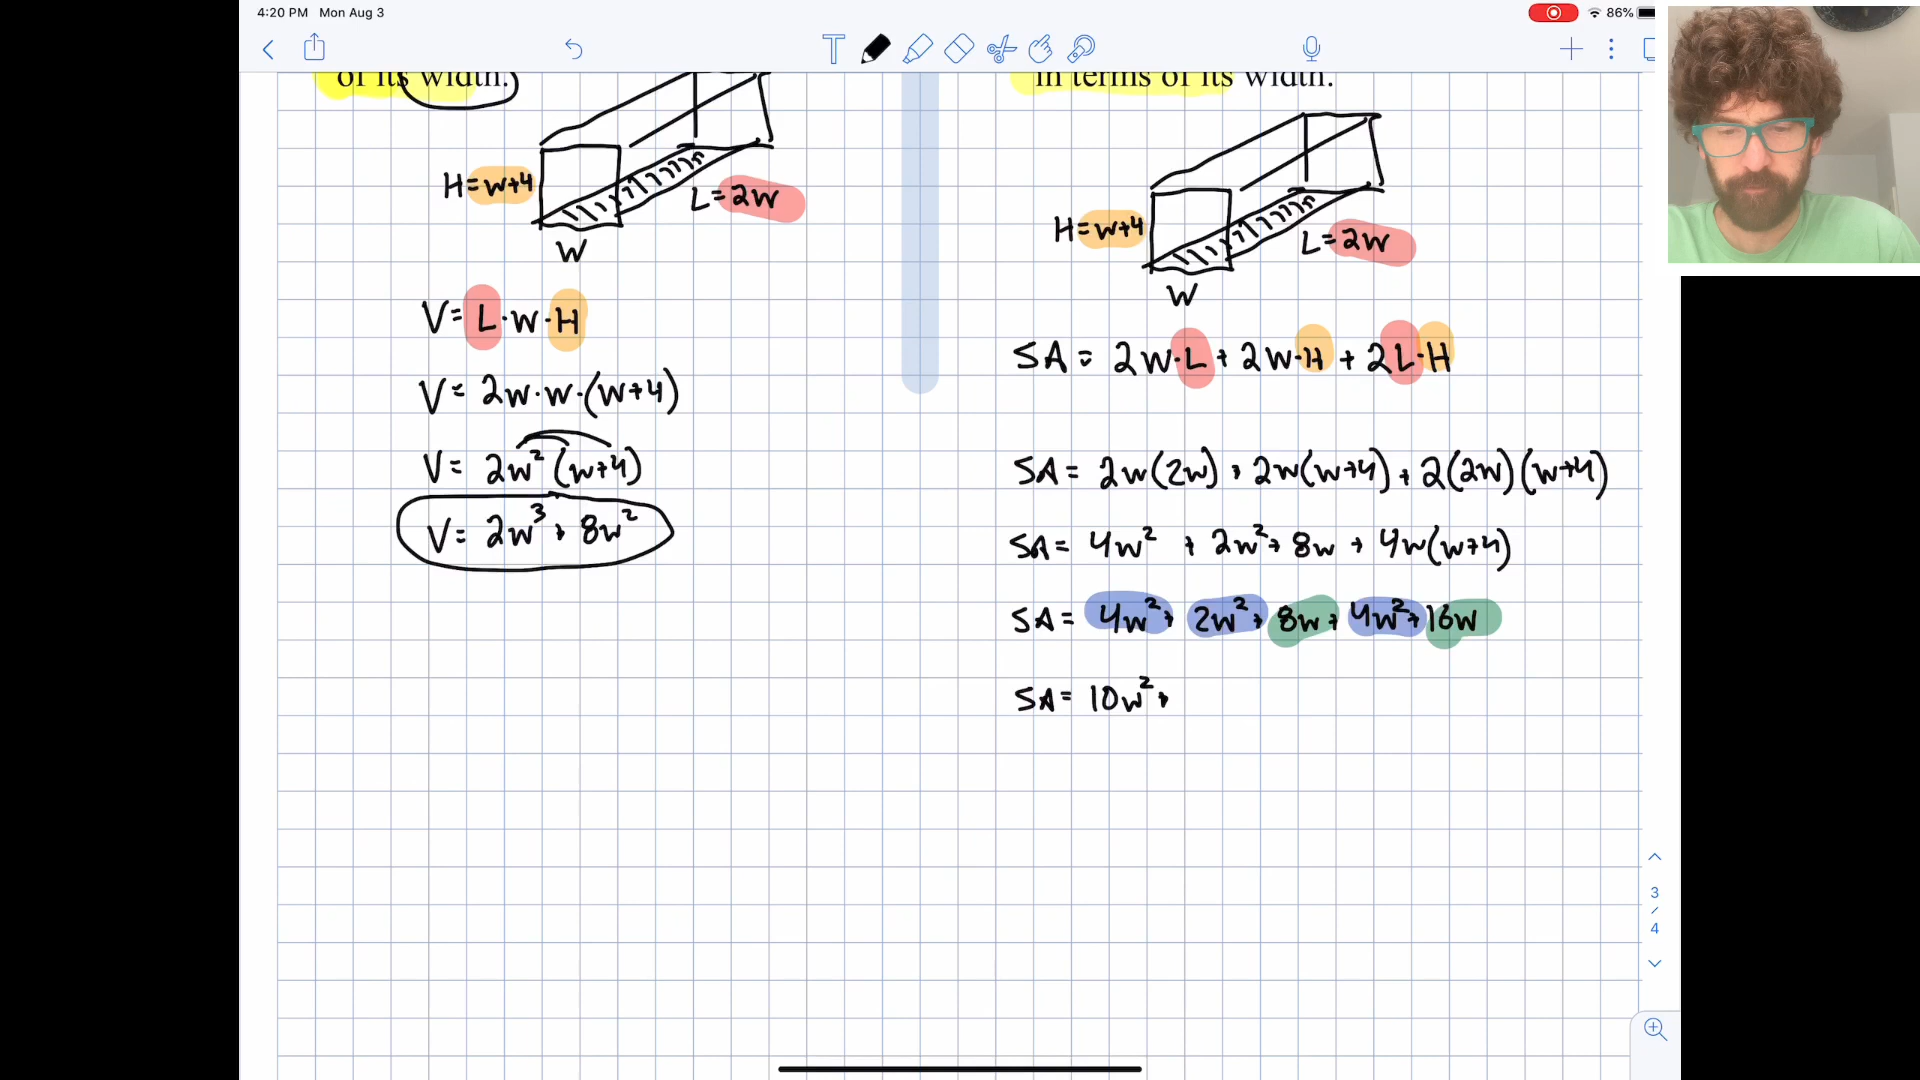 4:20 PM Mon Aug 3
86%
T
of its width.
H=w+4
L=2w
W
V= L·w·H
V= 2w·w·(w+4)
V= 2w²(w+4)
V= 2w³+8w²
in terms of its width.
H=w+4
L=2w
W
SA= 2w·L+2w·H+2L·H
SA= 2w(2w)+2w(w+4)+2(2w)(w+4)
SA= 4w² + 2w²+8w + 4w(w+4)
SA= 4w²+ 2w²+ 8w+ 4w²+16w
SA= 10w²+
3
/
4